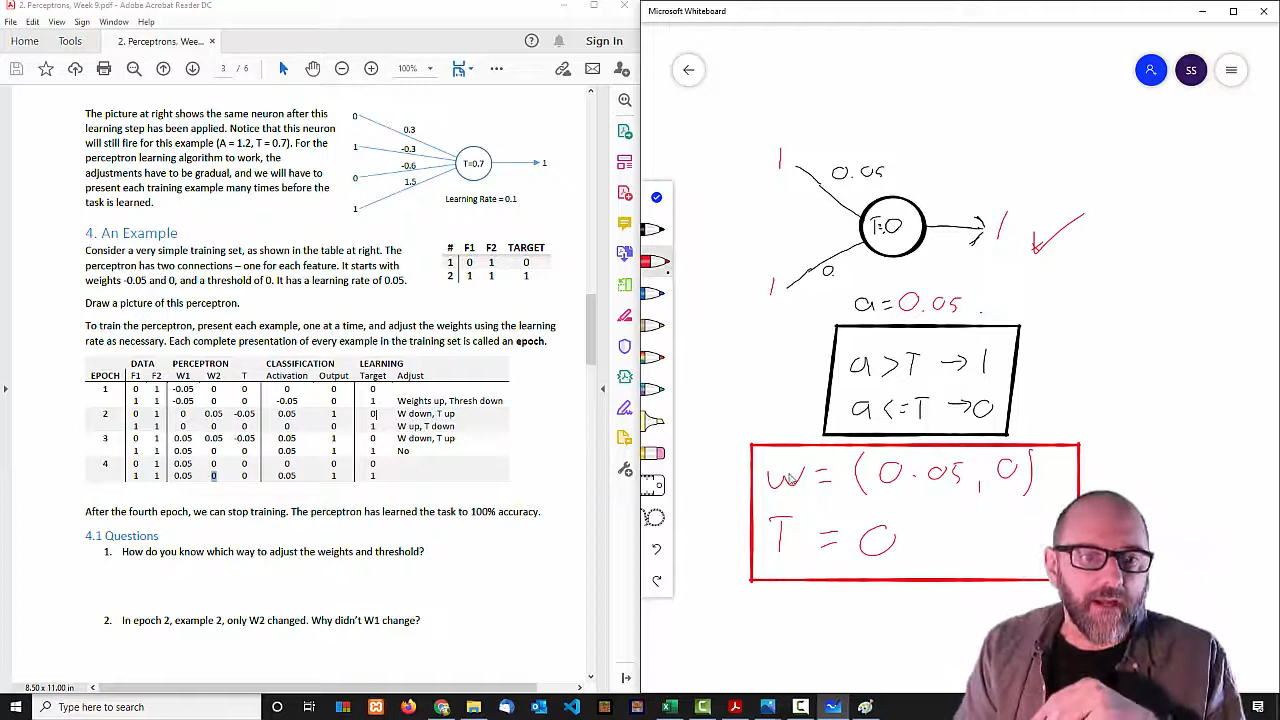 2. Perceptrons, Week 9.pdf - Adobe Acrobat Reader DC
File Edit View Sign Window Help
Home Tools 2. Perceptrons, Wee... Sign In
3 / 6 100%
The picture at right shows the same neuron after this
learning step has been applied. Notice that this neuron
will still fire for this example (A = 1.2, T = 0.7). For the
perceptron learning algorithm to work, the
adjustments have to be gradual, and we will have to
present each training example many times before the
task is learned.
0
1
0
1
0.3
-0.3
-0.6
1.5
T=0.7
1
Learning Rate = 0.1
4. An Example
Consider a very simple training set, as shown in the table at right. The
perceptron has two connections – one for each feature. It starts with
weights -0.05 and 0, and a threshold of 0. It has a learning rate of 0.05.
# F1 F2 TARGET
1 0 1 0
2 1 1 1
Draw a picture of this perceptron.
To train the perceptron, present each example, one at a time, and adjust the weights using the learning
rate as necessary. Each complete presentation of every example in the training set is called an epoch.
DATA PERCEPTRON CLASSIFICATION LEARNING
EPOCH F1 F2 W1 W2 T Activation Output Target Adjust
1 0 1 -0.05 0 0 0 0 0
1 1 -0.05 0 0 -0.05 0 1 Weights up, Thresh down
2 0 1 0 0.05 -0.05 0.05 1 0 W down, T up
1 1 0 0 0 0 0 1 W up, T down
3 0 1 0.05 0.05 -0.05 0.05 1 0 W down, T up
1 1 0.05 0 0 0.05 1 1 No
4 0 1 0.05 0 0 0 0 0
1 1 0.05 0 0 0.05 1 1
After the fourth epoch, we can stop training. The perceptron has learned the task to 100% accuracy.
4.1 Questions
1. How do you know which way to adjust the weights and threshold?
2. In epoch 2, example 2, only W2 changed. Why didn't W1 change?
8.50 x 11.00 in
Microsoft Whiteboard
SS
1
0.05
T=0
1
0
1
a = 0.05
a > T → 1
a <= T → 0
w = (0.05, 0)
T = 0
Type here to search